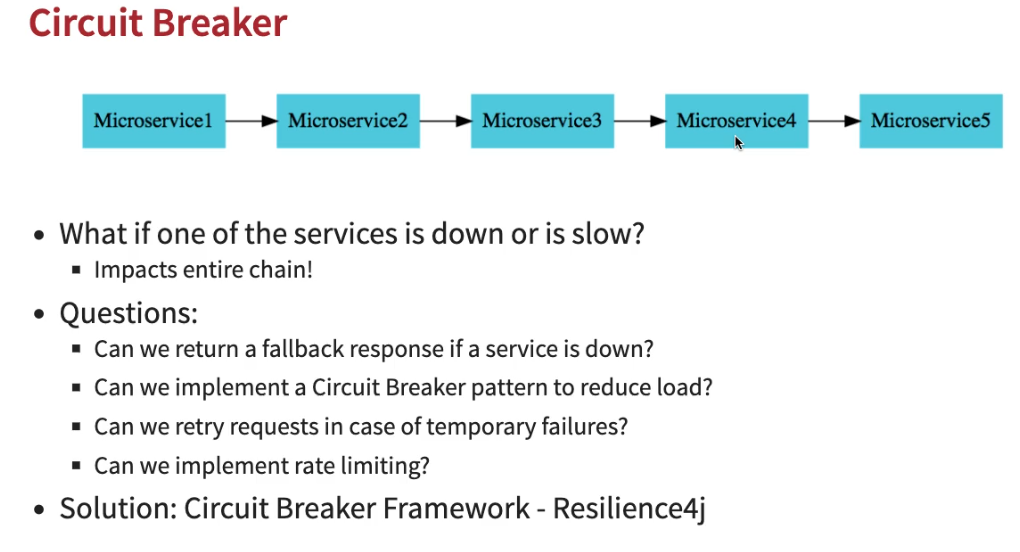 Circuit Breaker
Microservice1 Microservice2 Microservice3 Microservice4 Microservice5
What if one of the services is down or is slow?
Impacts entire chain!
Questions:
Can we return a fallback response if a service is down?
Can we implement a Circuit Breaker pattern to reduce load?
Can we retry requests in case of temporary failures?
Can we implement rate limiting?
Solution: Circuit Breaker Framework - Resilience4j